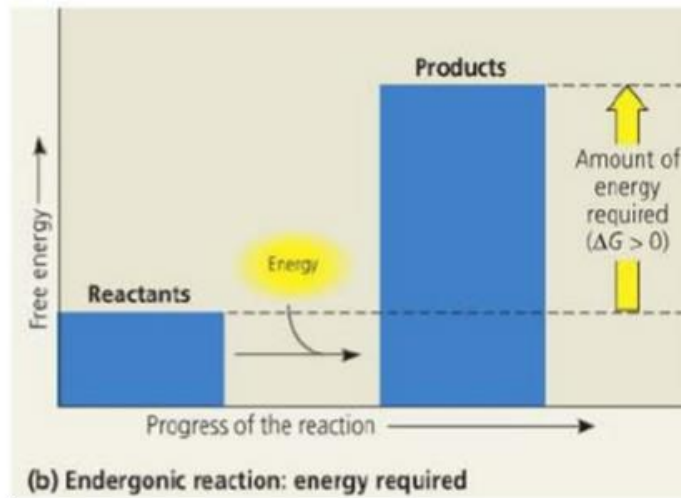 Products
Amount of
energy
required
(ΔG > 0)
Energy
Reactants
Free energy
Progress of the reaction
(b) Endergonic reaction: energy required